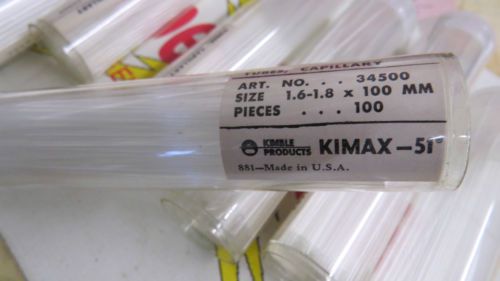 TUBES, CAPILLARY
ART. NO. . . 34500
SIZE 1.6-1.8 x 100 MM
PIECES . . . 100
KIMBLE
PRODUCTS KIMAX-51
881-Made in U.S.A.